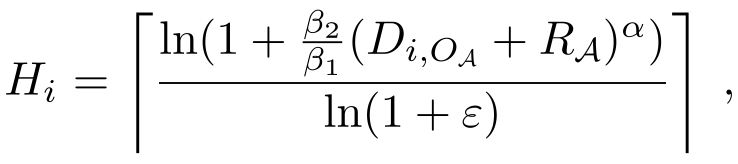 H_i = \left\lceil \frac{\ln(1 + \frac{\beta_2}{\beta_1}(D_{i,O_{\mathcal{A}}} + R_{\mathcal{A}})^{\alpha})}{\ln(1 + \varepsilon)} \right\rceil ,